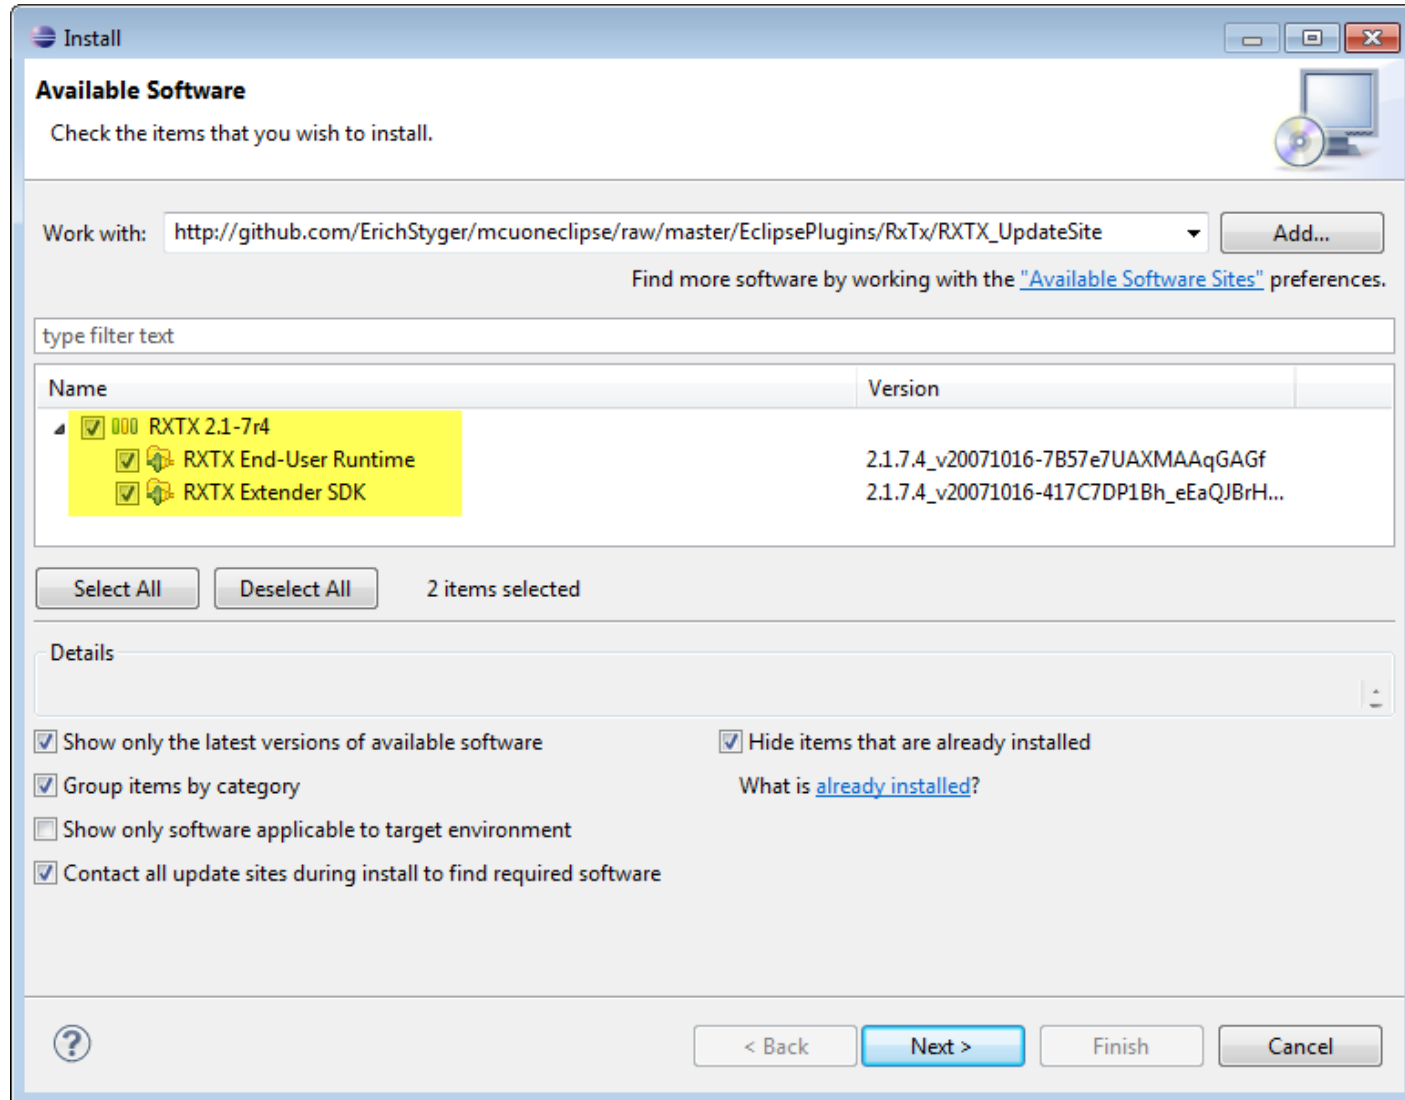 Install
Available Software
Check the items that you wish to install.
Work with: http://github.com/ErichStyger/mcuoneclipse/raw/master/EclipsePlugins/RxTx/RXTX_UpdateSite Add...
Find more software by working with the "Available Software Sites" preferences.
type filter text
Name Version
RXTX 2.1-7r4
RXTX End-User Runtime 2.1.7.4_v20071016-7B57e7UAXMAAqGAGf
RXTX Extender SDK 2.1.7.4_v20071016-417C7DP1Bh_eEaQJBrH...
Select All Deselect All 2 items selected
Details
Show only the latest versions of available software Hide items that are already installed
Group items by category What is already installed?
Show only software applicable to target environment
Contact all update sites during install to find required software
? < Back Next > Finish Cancel